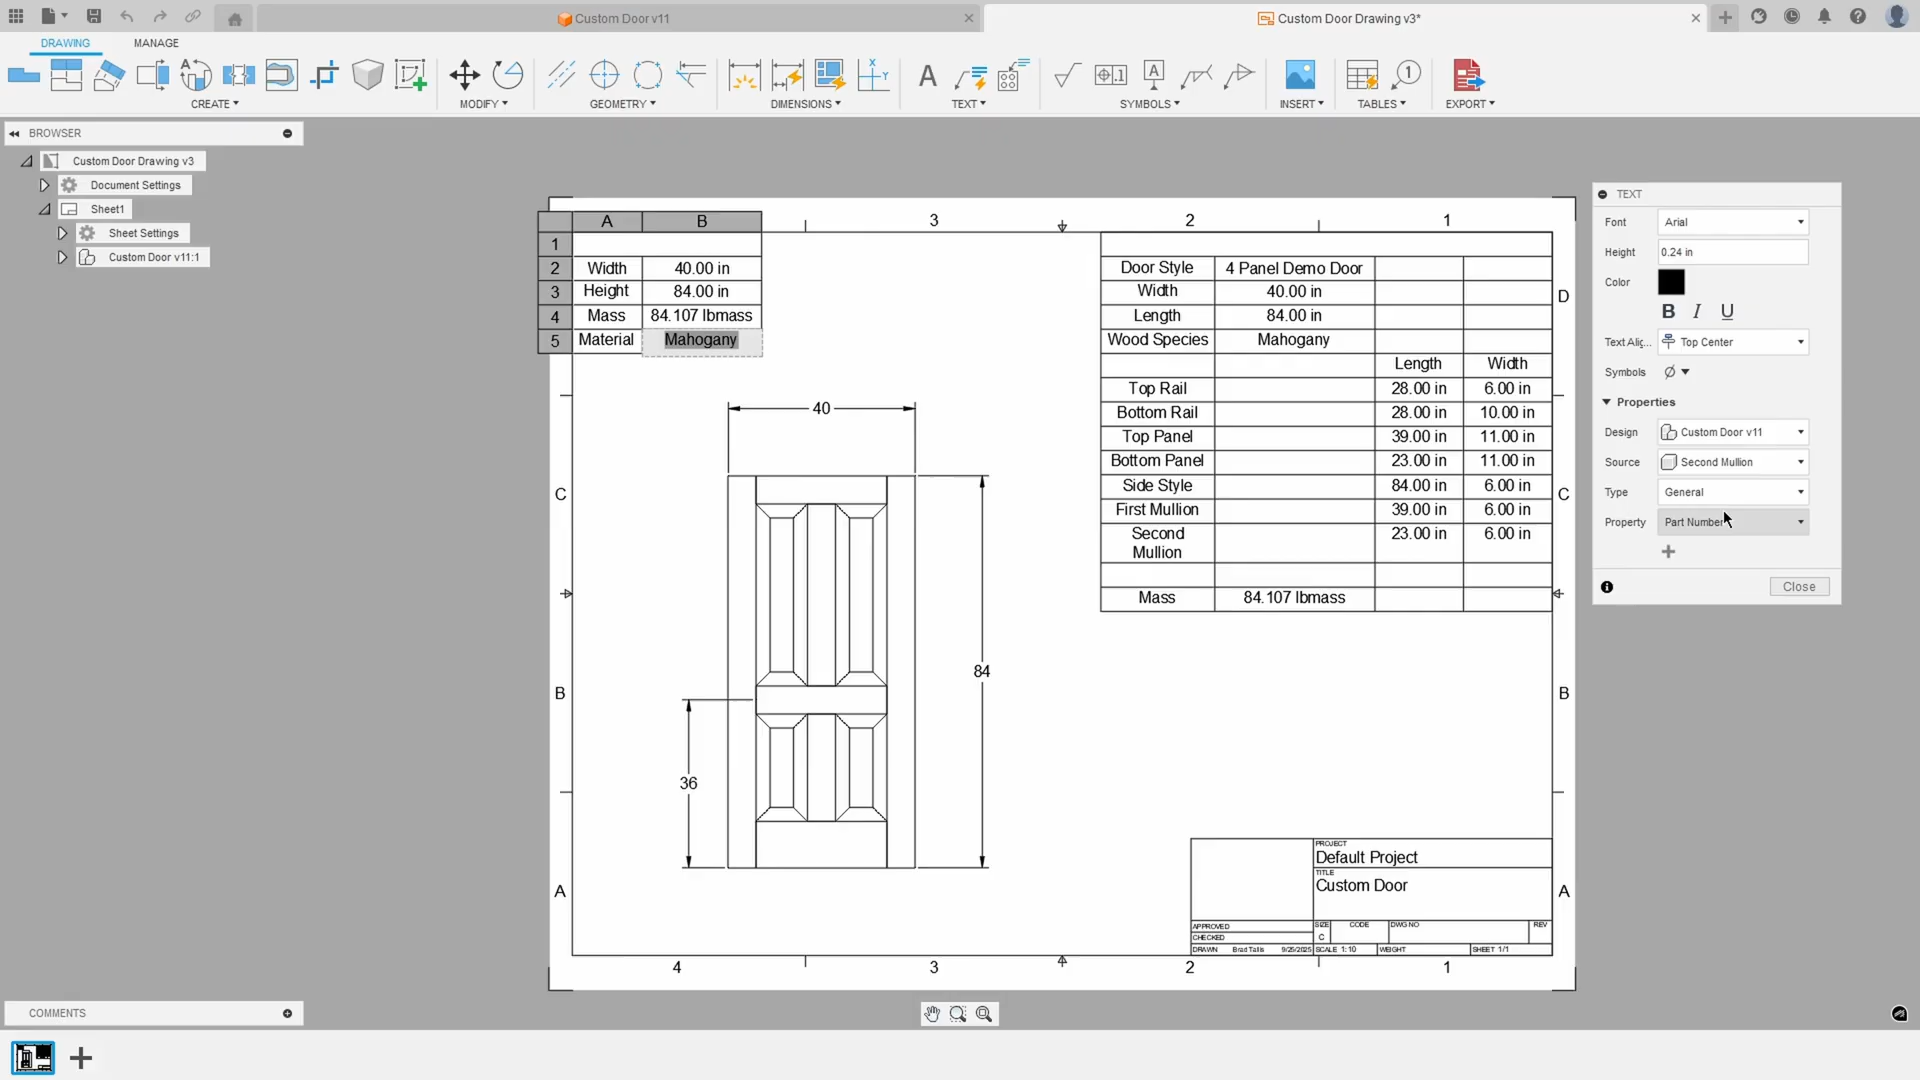 Custom Door v11
Custom Door Drawing v3*
DRAWING
MANAGE
CREATE
MODIFY
GEOMETRY
DIMENSIONS
TEXT
SYMBOLS
INSERT
TABLES
EXPORT
BROWSER
Custom Door Drawing v3
Document Settings
Sheet1
Sheet Settings
Custom Door v11:1
A B
1
2 Width 40.00 in
3 Height 84.00 in
4 Mass 84.107 lbmass
5 Material Mahogany
3 2 1
Door Style 4 Panel Demo Door
Width 40.00 in
Length 84.00 in
Wood Species Mahogany
Length Width
Top Rail 28.00 in 6.00 in
Bottom Rail 28.00 in 10.00 in
Top Panel 39.00 in 11.00 in
Bottom Panel 23.00 in 11.00 in
Side Style 84.00 in 6.00 in
First Mullion 39.00 in 6.00 in
Second Mullion 23.00 in 6.00 in
Mass 84.107 lbmass
D
C C
B B
A A
40
84
36
PROJECT
Default Project
TITLE
Custom Door
APPROVED
CHECKED
DRAWN Brad Tallis 9/25/2025
SIZE CODE DWG NO REV
C
SCALE 1:10 WEIGHT SHEET 1/1
4 3 2 1
TEXT
Font Arial
Height 0.24 in
Color
B I U
Text Alig... Top Center
Symbols Ø
Properties
Design Custom Door v11
Source Second Mullion
Type General
Property Part Number
Close
COMMENTS